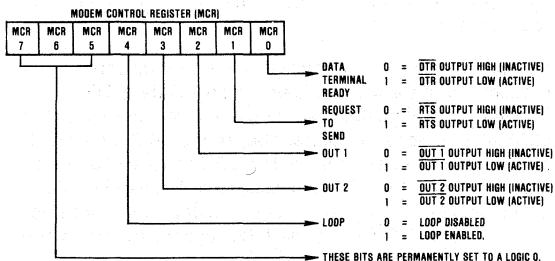 MODEM CONTROL REGISTER (MCR)
MCR 7 MCR 6 MCR 5 MCR 4 MCR 3 MCR 2 MCR 1 MCR 0
DATA TERMINAL READY
0 = DTR OUTPUT HIGH (INACTIVE)
1 = DTR OUTPUT LOW (ACTIVE)
REQUEST TO SEND
0 = RTS OUTPUT HIGH (INACTIVE)
1 = RTS OUTPUT LOW (ACTIVE)
OUT 1
0 = OUT 1 OUTPUT HIGH (INACTIVE)
1 = OUT 1 OUTPUT LOW (ACTIVE).
OUT 2
0 = OUT 2 OUTPUT HIGH (INACTIVE)
1 = OUT 2 OUTPUT LOW (ACTIVE)
LOOP
0 = LOOP DISABLED
1 = LOOP ENABLED.
THESE BITS ARE PERMANENTLY SET TO A LOGIC 0.